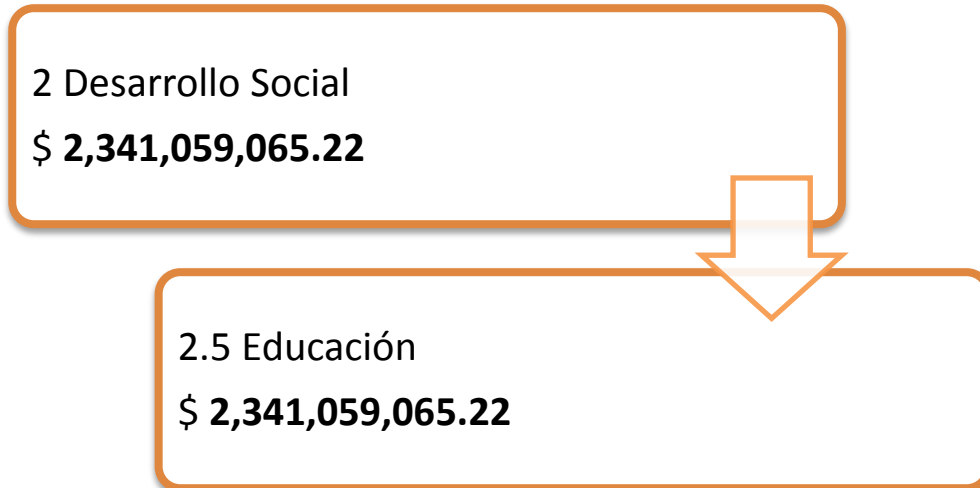 2 Desarrollo Social
$ 2,341,059,065.22
2.5 Educación
$ 2,341,059,065.22